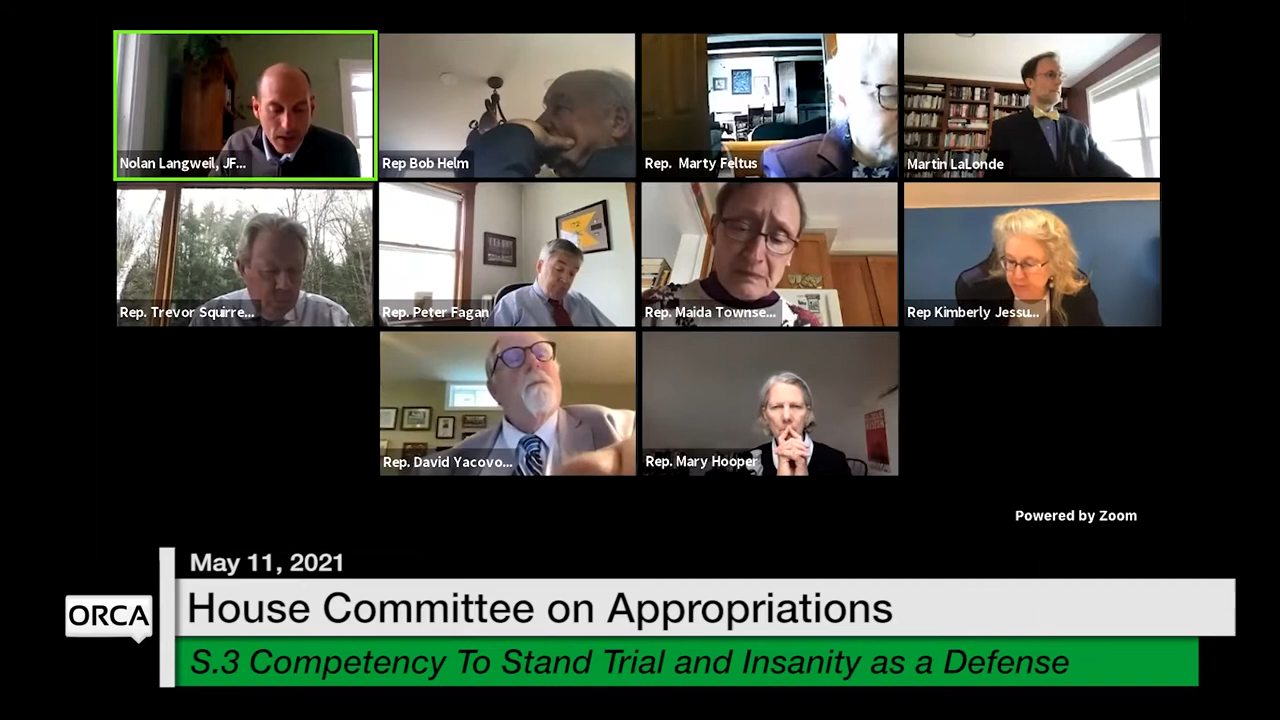 Nolan Langweil, JF...
Rep Bob Helm
Rep. Marty Feltus
Martin LaLonde
Rep. Trevor Squirre...
Rep. Peter Fagan
Rep. Maida Townse...
Rep Kimberly Jessu...
Rep. David Yacovo...
Rep. Mary Hooper
Powered by Zoom
May 11, 2021
House Committee on Appropriations
ORCA
S.3 Competency To Stand Trial and Insanity as a Defense